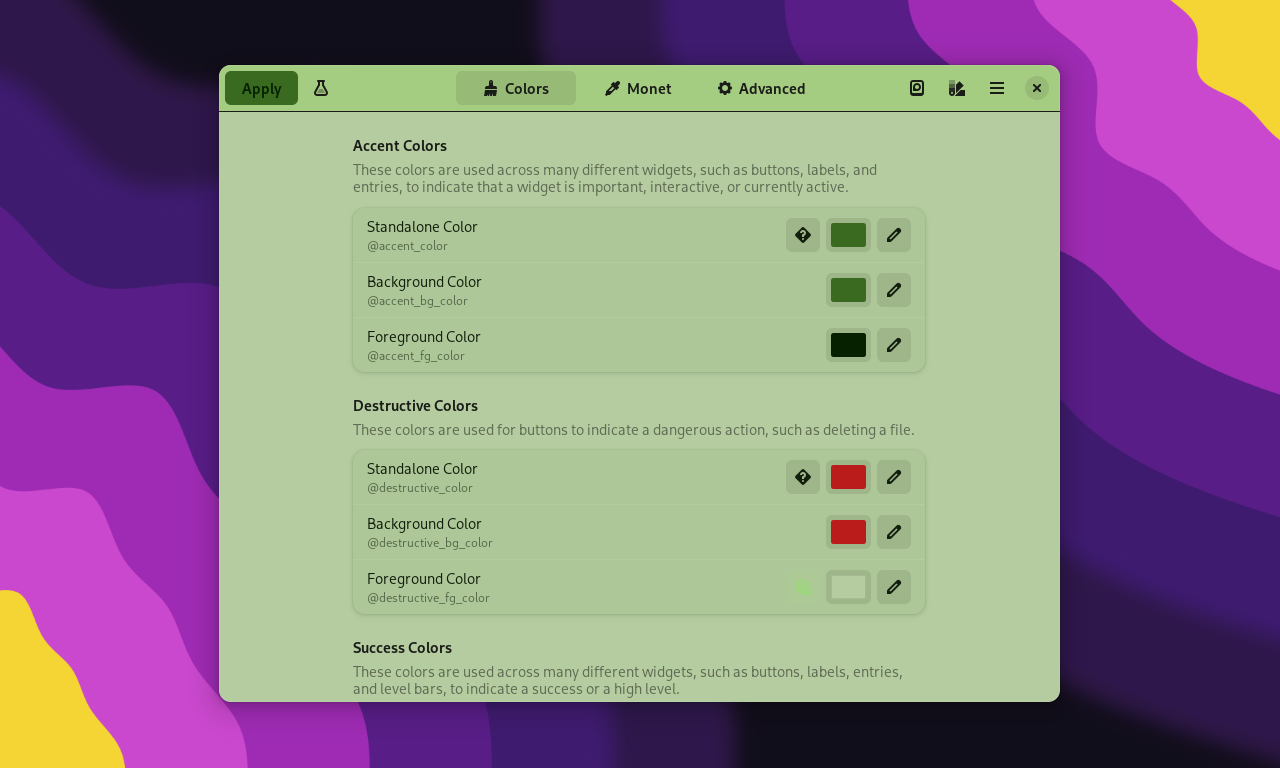 Apply
Colors
Monet
Advanced
Accent Colors
These colors are used across many different widgets, such as buttons, labels, and
entries, to indicate that a widget is important, interactive, or currently active.
Standalone Color
@accent_color
Background Color
@accent_bg_color
Foreground Color
@accent_fg_color
Destructive Colors
These colors are used for buttons to indicate a dangerous action, such as deleting a file.
Standalone Color
@destructive_color
Background Color
@destructive_bg_color
Foreground Color
@destructive_fg_color
Success Colors
These colors are used across many different widgets, such as buttons, labels, entries,
and level bars, to indicate a success or a high level.